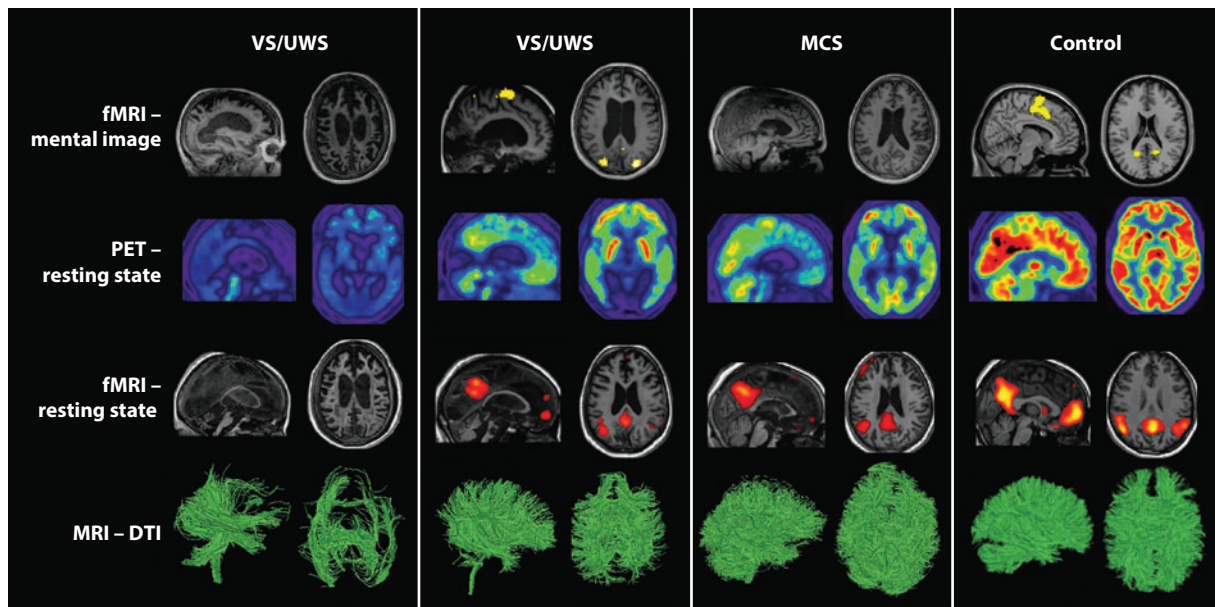 VS/UWS
VS/UWS
MCS
Control
fMRI –
mental image
PET –
resting state
fMRI –
resting state
MRI – DTI